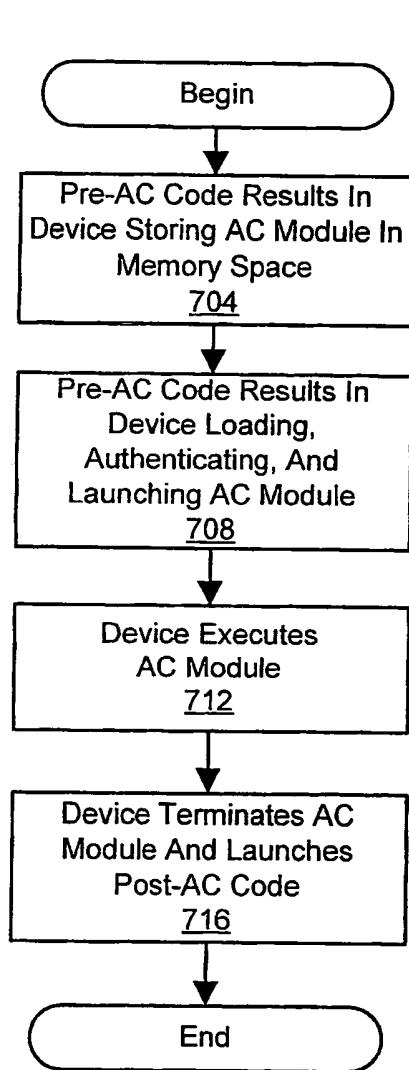 Begin
Pre-AC Code Results In
Device Storing AC Module In
Memory Space
704
Pre-AC Code Results In
Device Loading,
Authenticating, And
Launching AC Module
708
Device Executes
AC Module
712
Device Terminates AC
Module And Launches
Post-AC Code
716
End